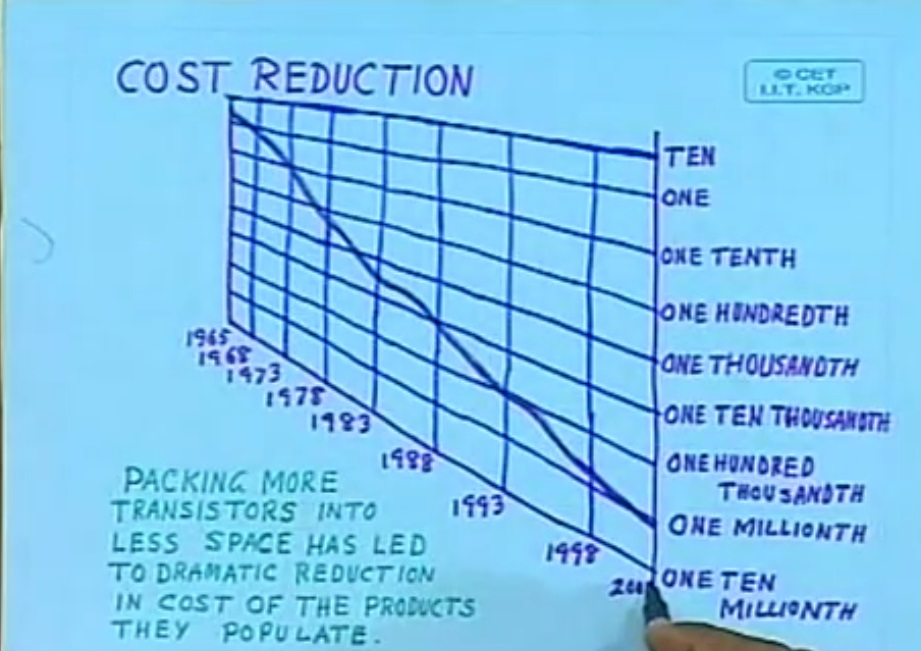 COST REDUCTION
© CET
I.I.T. KGP
TEN
ONE
ONE TENTH
ONE HUNDREDTH
ONE THOUSANDTH
ONE TEN THOUSANDTH
ONE HUNDRED
THOUSANDTH
ONE MILLIONTH
ONE TEN
MILLIONTH
1965
1968
1973
1978
1983
1988
1993
1998
PACKING MORE
TRANSISTORS INTO
LESS SPACE HAS LED
TO DRAMATIC REDUCTION
IN COST OF THE PRODUCTS
THEY POPULATE.